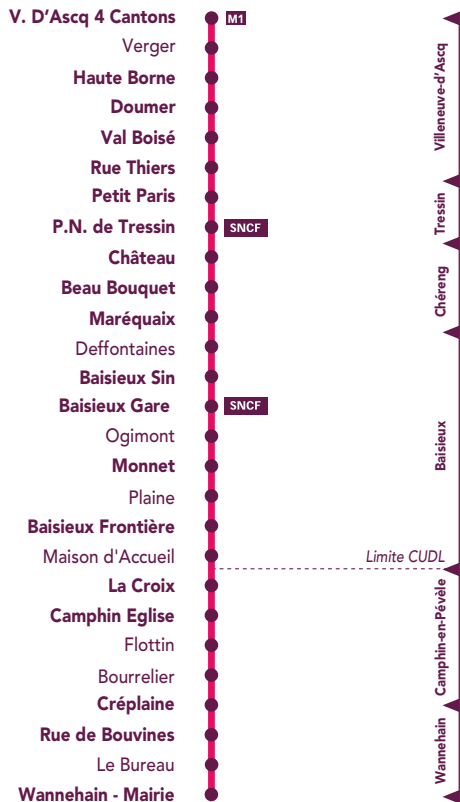 V. D'Ascq 4 Cantons M1
Verger
Haute Borne
Doumer
Val Boisé
Rue Thiers
Petit Paris
P.N. de Tressin SNCF
Château
Beau Bouquet
Maréquaix
Deffontaines
Baisieux Sin
Baisieux Gare SNCF
Ogimont
Monnet
Plaine
Baisieux Frontière
Maison d'Accueil Limite CUDL
La Croix
Camphin Eglise
Flottin
Bourrelier
Créplaine
Rue de Bouvines
Le Bureau
Wannehain - Mairie
Villeneuve-d'Ascq
Tressin
Chéreng
Baisieux
Camphin-en-Pévèle
Wannehain